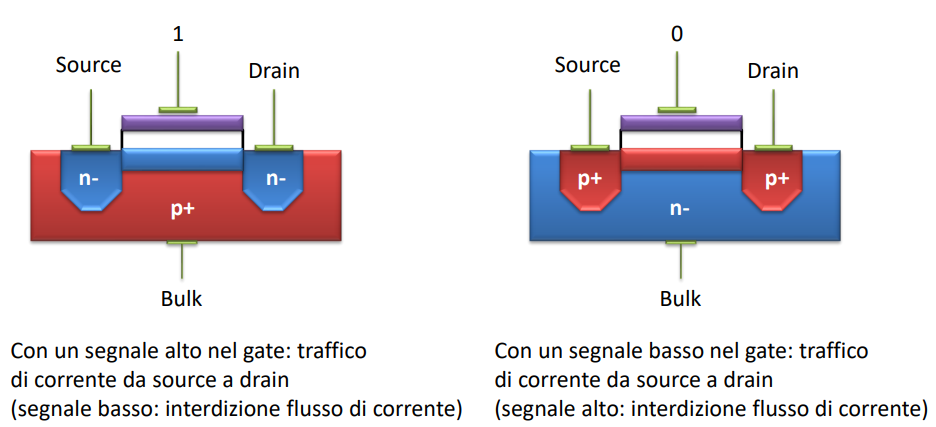 1
Source
Drain
n-
n-
p+
Bulk
Con un segnale alto nel gate: traffico
di corrente da source a drain
(segnale basso: interdizione flusso di corrente)
0
Source
Drain
p+
p+
n-
Bulk
Con un segnale basso nel gate: traffico
di corrente da source a drain
(segnale alto: interdizione flusso di corrente)